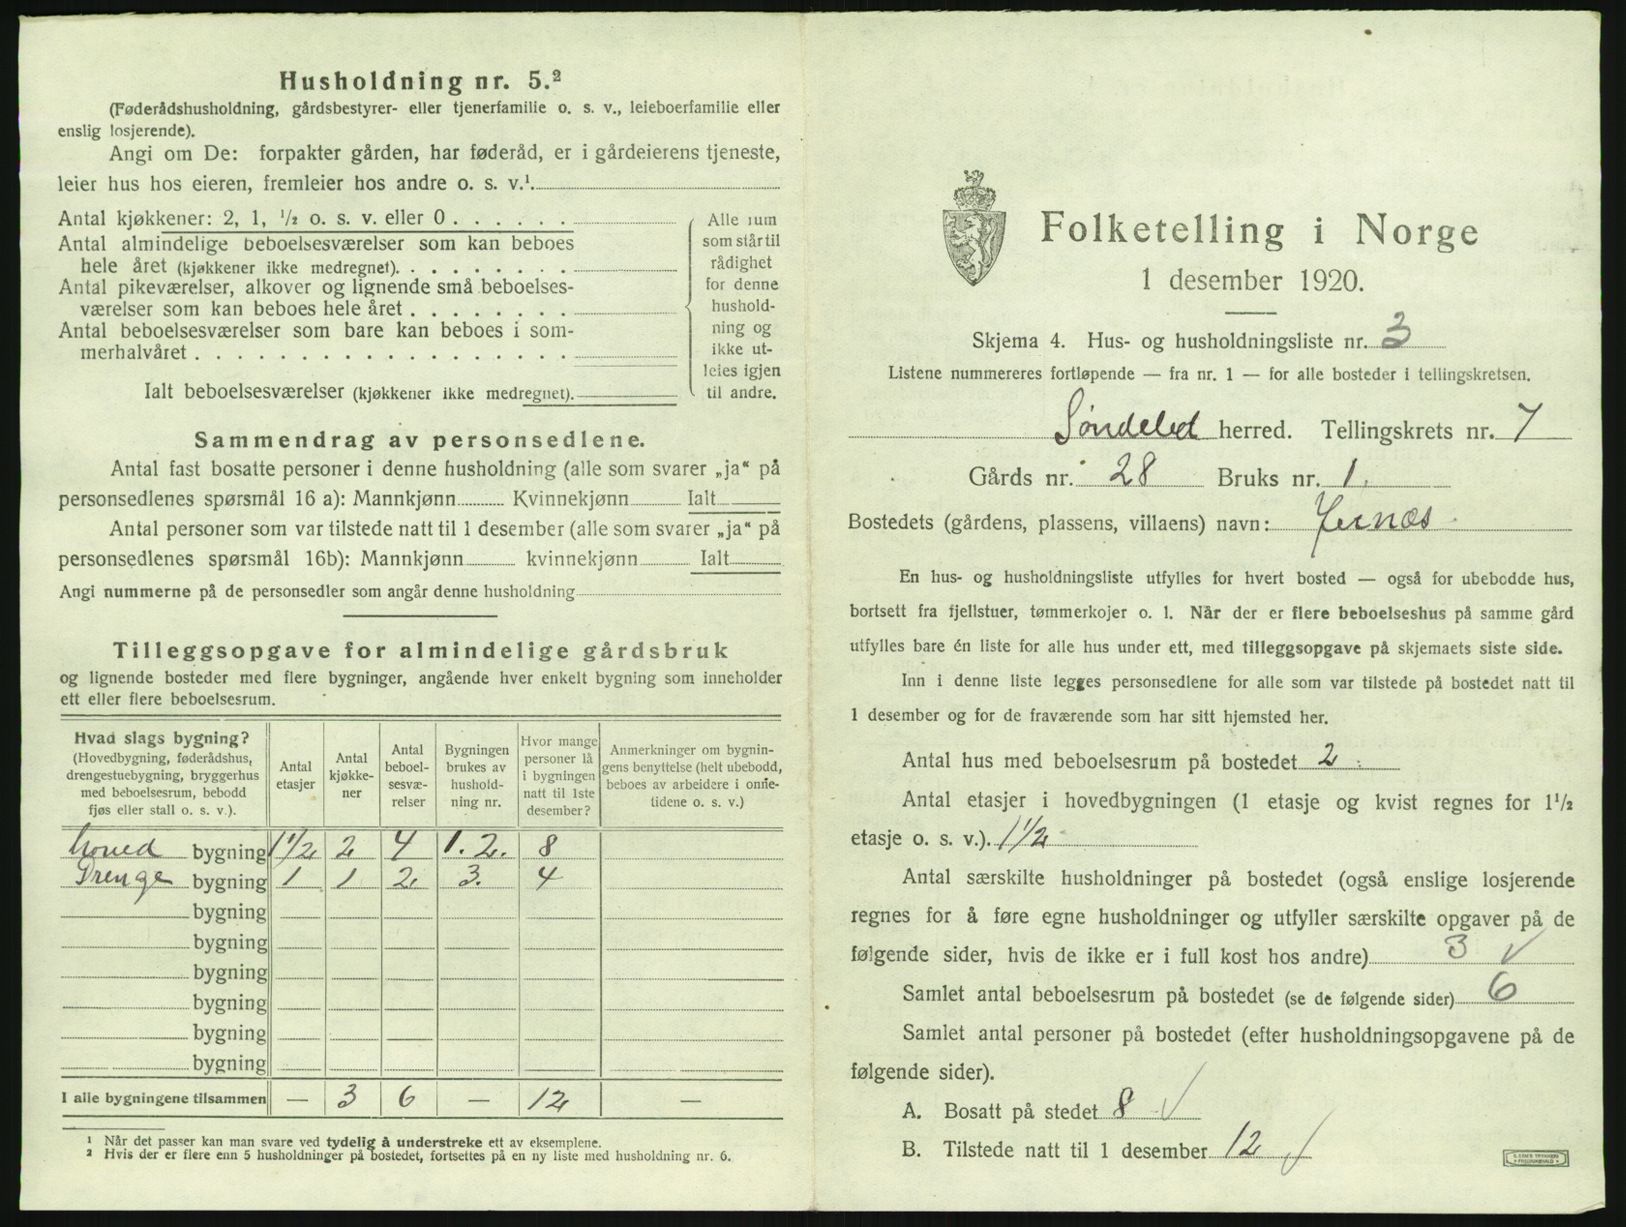 Husholdning nr. 5.²
(Føderådshusholdning, gårdsbestyrer- eller tjenerfamilie o. s. v., leieboerfamilie eller
enslig losjerende).
Angi om De: forpakter gården, har føderåd, er i gårdeierens tjeneste,
leier hus hos eieren, fremleier hos andre o. s. v.¹
Antal kjøkkener: 2, 1, ¹/₂ o. s. v. eller 0 . . . . . .
Antal almindelige beboelsesværelser som kan beboes
hele året (kjøkkener ikke medregnet). . . . . . . . .
Antal pikeværelser, alkover og lignende små beboelses-
værelser som kan beboes hele året . . . . . . . .
Antal beboelsesværelser som bare kan beboes i som-
merhalvåret . . . . . . . . . . . . . . . . . .
Ialt beboelsesværelser (kjøkkener ikke medregnet).
Alle rum
som står til
rådighet
for denne
hushold-
ning og
ikke ut-
leies igjen
til andre.
Sammendrag av personsedlene.
Antal fast bosatte personer i denne husholdning (alle som svarer „ja“ på
personsedlenes spørsmål 16 a): Mannkjønn Kvinnekjønn Ialt
Antal personer som var tilstede natt til 1 desember (alle som svarer „ja“ på
personsedlenes spørsmål 16b): Mannkjønn kvinnekjønn Ialt
Angi nummerne på de personsedler som angår denne husholdning
Tilleggsopgave for almindelige gårdsbruk
og lignende bosteder med flere bygninger, angående hver enkelt bygning som inneholder
ett eller flere beboelsesrum.
Hvad slags bygning?
(Hovedbygning, føderådshus,
drengestuebygning, bryggerhus
med beboelsesrum, bebodd
fjøs eller stall o. s. v.).
Antal
etasjer
Antal
kjøkke-
ner
Antal
beboel-
sesvæ-
relser
Bygningen
brukes av
hushold-
ning nr.
Hvor mange
personer lå
i bygningen
natt til 1ste
desember?
Anmerkninger om bygnin-
gens benyttelse (helt ubebodd,
beboes av arbeidere i onne-
tidene o. s. v.)
hoved bygning 1 1/2 2 4 1. 2. 8
Drenge bygning 1 1 2 3. 4
bygning
bygning
bygning
bygning
bygning
bygning
I alle bygningene tilsammen — 3 6 — 12 —
¹ Når det passer kan man svare ved tydelig å understreke ett av eksemplene.
² Hvis der er flere enn 5 husholdninger på bostedet, fortsettes på en ny liste med husholdning nr. 6.
Folketelling i Norge
1 desember 1920.
Skjema 4. Hus- og husholdningsliste nr. 3
Listene nummereres fortløpende — fra nr. 1 — for alle bosteder i tellingskretsen.
Søndeled herred. Tellingskrets nr. 7
Gårds nr. 28 Bruks nr. 1.
Bostedets (gårdens, plassens, villaens) navn:
En hus- og husholdningsliste utfylles for hvert bosted — også for ubebodde hus,
bortsett fra fjellstuer, tømmerkojer o. l. Når der er flere beboelseshus på samme gård
utfylles bare én liste for alle hus under ett, med tilleggsopgave på skjemaets siste side.
Inn i denne liste legges personsedlene for alle som var tilstede på bostedet natt til
1 desember og for de fraværende som har sitt hjemsted her.
Antal hus med beboelsesrum på bostedet 2
Antal etasjer i hovedbygningen (1 etasje og kvist regnes for 1¹/₂
etasje o. s. v.). 1 1/2
Antal særskilte husholdninger på bostedet (også enslige losjerende
regnes for å føre egne husholdninger og utfyller særskilte opgaver på de
følgende sider, hvis de ikke er i full kost hos andre) 3 ✓
Samlet antal beboelsesrum på bostedet (se de følgende sider) 6
Samlet antal personer på bostedet (efter husholdningsopgavene på de
følgende sider).
A. Bosatt på stedet 8 ✓
B. Tilstede natt til 1 desember 12 ✓